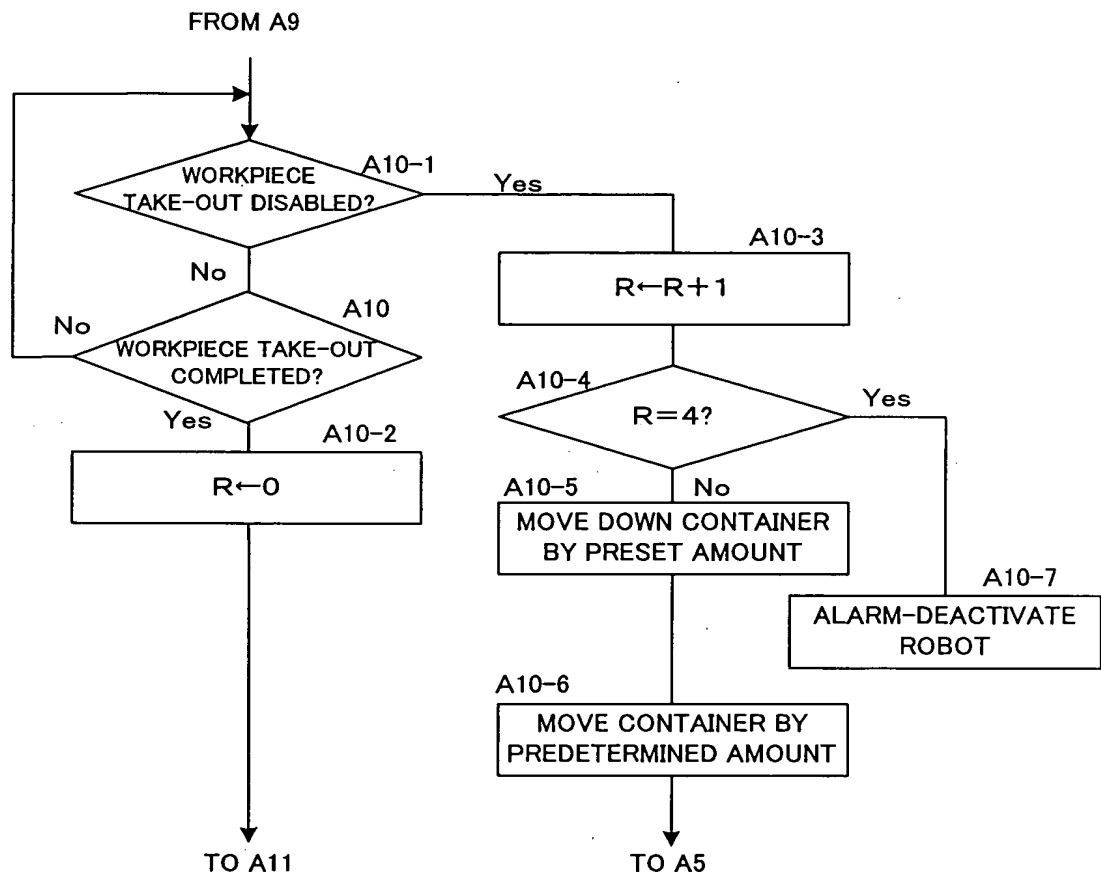 FROM A9
A10-1
WORKPIECE
TAKE-OUT DISABLED?
Yes
A10-3
R←R+1
No
A10
No
WORKPIECE TAKE-OUT
COMPLETED?
Yes
A10-4
R=4?
Yes
A10-2
R←0
A10-5
No
MOVE DOWN CONTAINER
BY PRESET AMOUNT
A10-7
ALARM-DEACTIVATE
ROBOT
A10-6
MOVE CONTAINER BY
PREDETERMINED AMOUNT
TO A11
TO A5